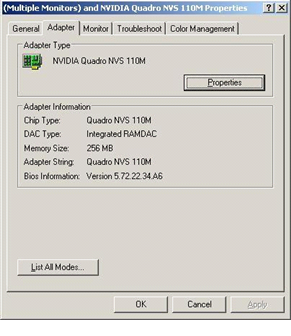 (Multiple Monitors) and NVIDIA Quadro NVS 110M Properties
General Adapter Monitor Troubleshoot Color Management
Adapter Type
NVIDIA Quadro NVS 110M
Properties
Adapter Information
Chip Type: Quadro NVS 110M
DAC Type: Integrated RAMDAC
Memory Size: 256 MB
Adapter String: Quadro NVS 110M
Bios Information: Version 5.72.22.34.A6
List All Modes...
OK Cancel Apply